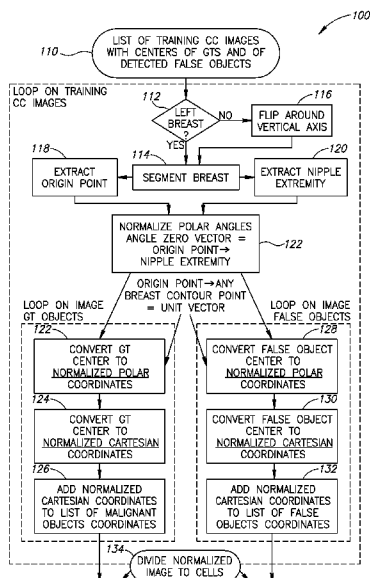 100
110
LIST OF TRAINING CC IMAGES
WITH CENTERS OF GTS AND OF
DETECTED FALSE OBJECTS
LOOP ON TRAINING
CC IMAGES
112
LEFT
BREAST
?
NO
YES
116
FLIP AROUND
VERTICAL AXIS
118
EXTRACT
ORIGIN POINT
114
SEGMENT BREAST
120
EXTRACT NIPPLE
EXTREMITY
NORMALIZE POLAR ANGLES
ANGLE ZERO VECTOR =
ORIGIN POINT→
NIPPLE EXTREMITY
122
ORIGIN POINT→ANY
BREAST CONTOUR POINT
= UNIT VECTOR
LOOP ON IMAGE
GT OBJECTS
122
CONVERT GT
CENTER TO
NORMALIZED POLAR
COORDINATES
124
CONVERT GT
CENTER TO
NORMALIZED CARTESIAN
COORDINATES
126
ADD NORMALIZED
CARTESIAN COORDINATES
TO LIST OF MALIGNANT
OBJECTS COORDINATES
LOOP ON IMAGE
FALSE OBJECTS
128
CONVERT FALSE OBJECT
CENTER TO
NORMALIZED POLAR
COORDINATES
130
CONVERT FALSE OBJECT
CENTER TO
NORMALIZED CARTESIAN
COORDINATES
132
ADD NORMALIZED
CARTESIAN COORDINATES
TO LIST OF FALSE
OBJECTS COORDINATES
134
DIVIDE NORMALIZED
IMAGE TO CELLS